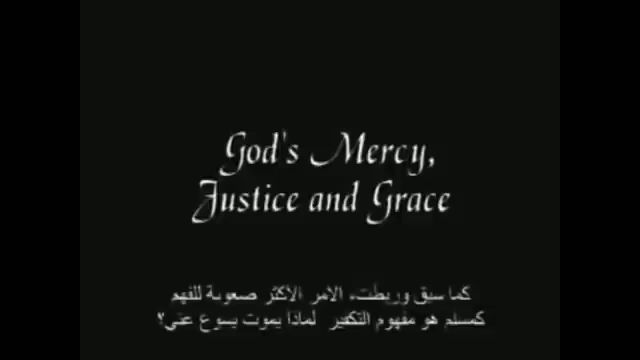 God's Mercy,
Justice and Grace
كما سبق وربطت، الامر الاكثر صعوبة للفهم
كمسلم هو مفهوم التكفير لماذا يموت يسوع عني؟